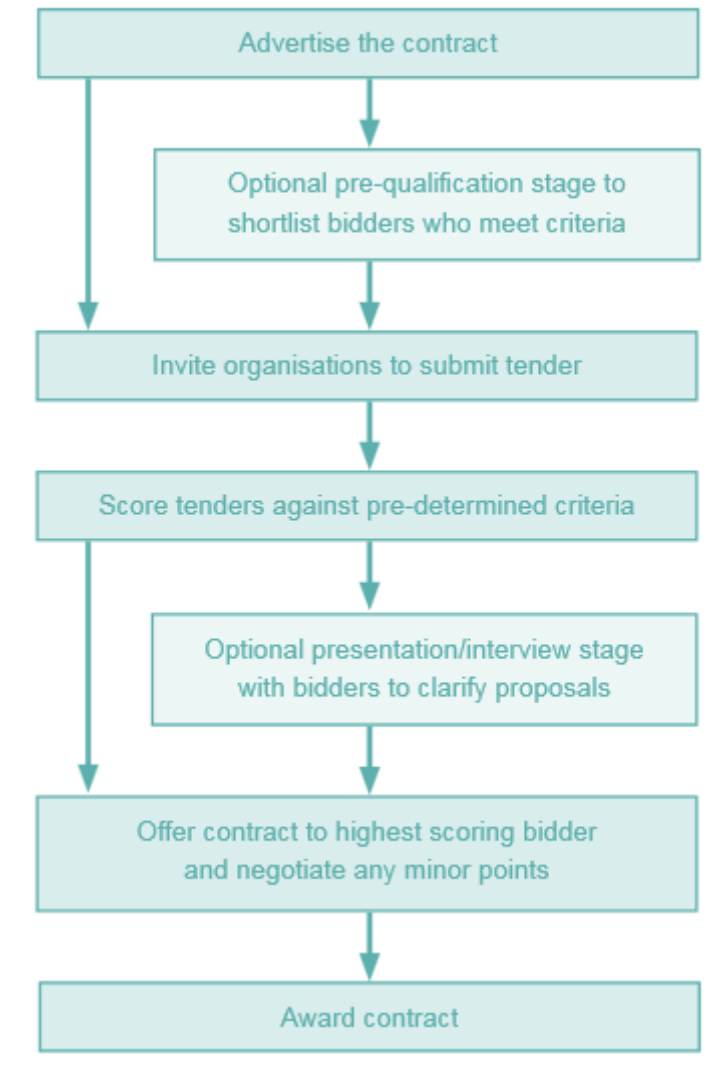 Advertise the contract
Optional pre-qualification stage to
shortlist bidders who meet criteria
Invite organisations to submit tender
Score tenders against pre-determined criteria
Optional presentation/interview stage
with bidders to clarify proposals
Offer contract to highest scoring bidder
and negotiate any minor points
Award contract